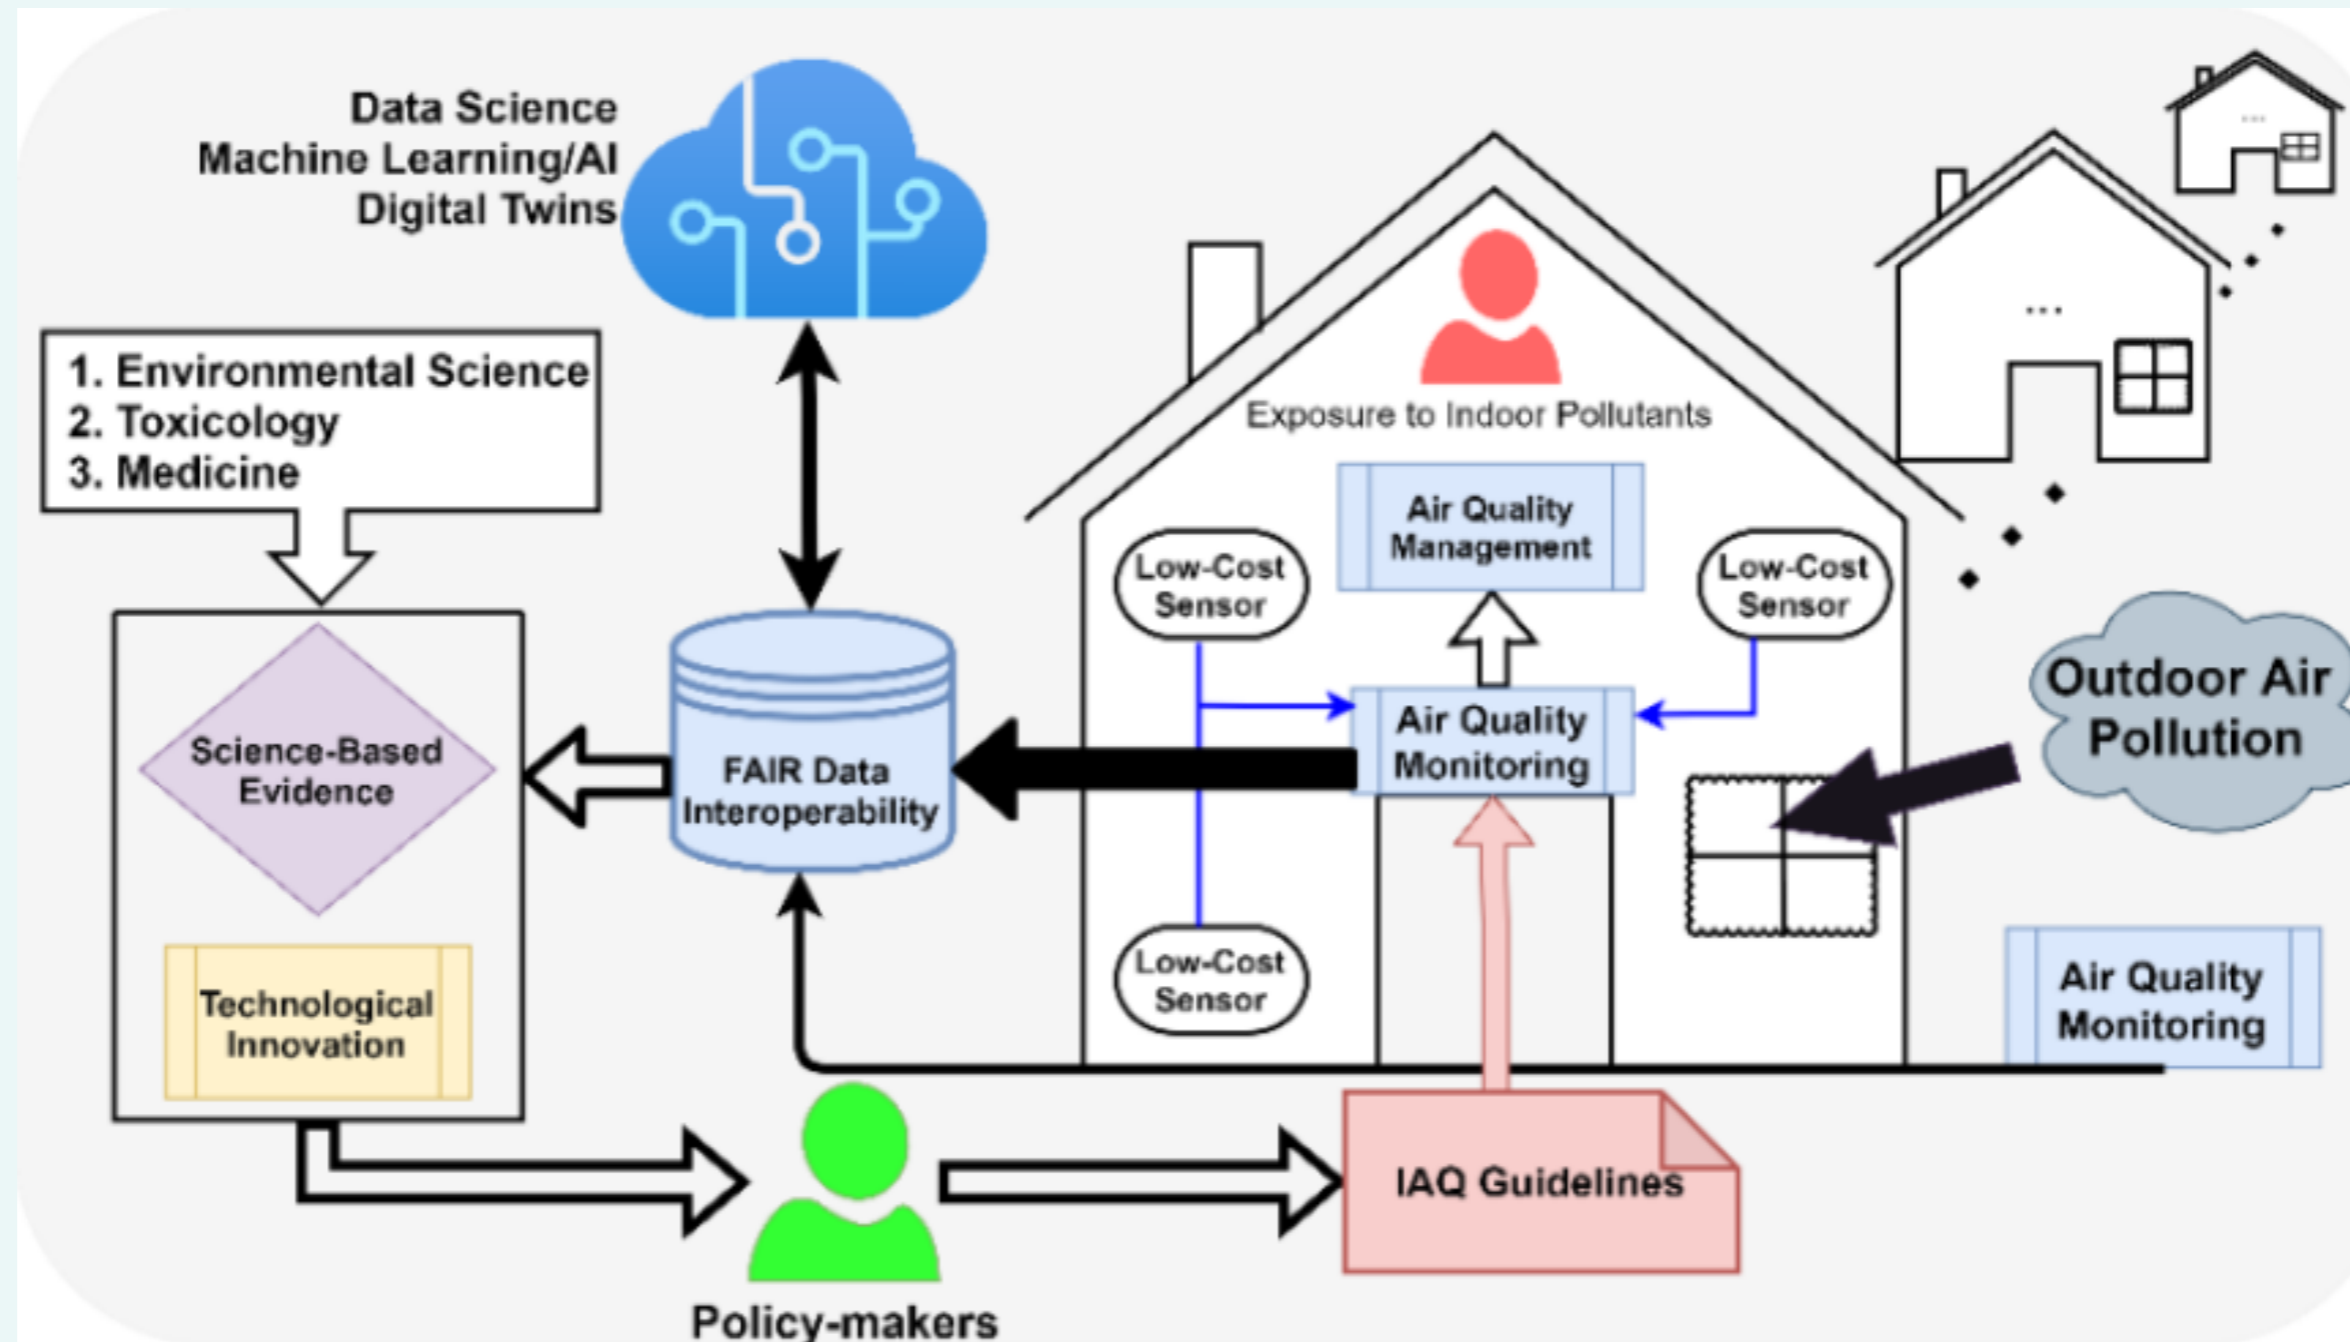 Data Science
Machine Learning/AI
Digital Twins
1. Environmental Science
2. Toxicology
3. Medicine
Science-Based
Evidence
Technological
Innovation
FAIR Data
Interoperability
Policy-makers
Exposure to Indoor Pollutants
Air Quality
Management
Low-Cost
Sensor
Low-Cost
Sensor
Air Quality
Monitoring
Low-Cost
Sensor
IAQ Guidelines
...
...
Outdoor Air
Pollution
Air Quality
Monitoring